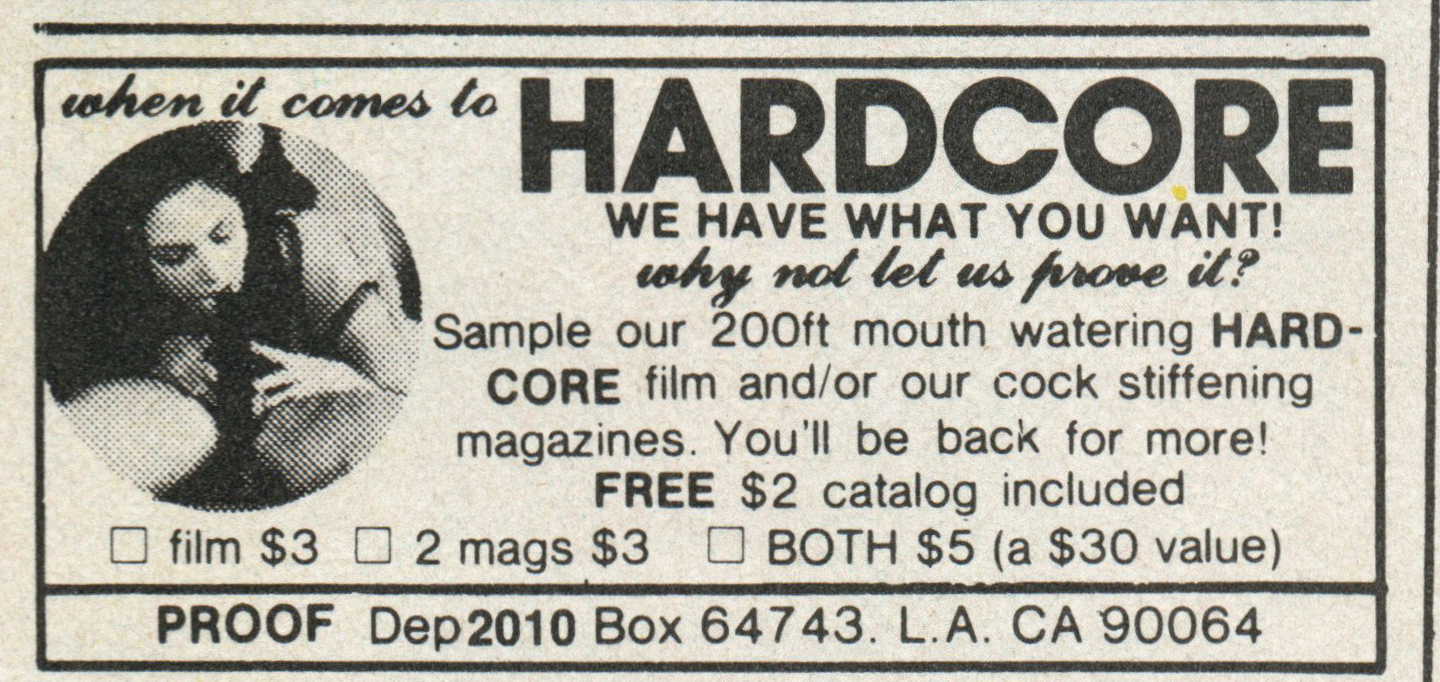 when it comes to HARDCORE
WE HAVE WHAT YOU WANT!
why not let us prove it?
Sample our 200ft mouth watering HARD-
CORE film and/or our cock stiffening
magazines. You'll be back for more!
FREE $2 catalog included
☐ film $3 ☐ 2 mags $3 ☐ BOTH $5 (a $30 value)
PROOF Dep 2010 Box 64743. L.A. CA 90064